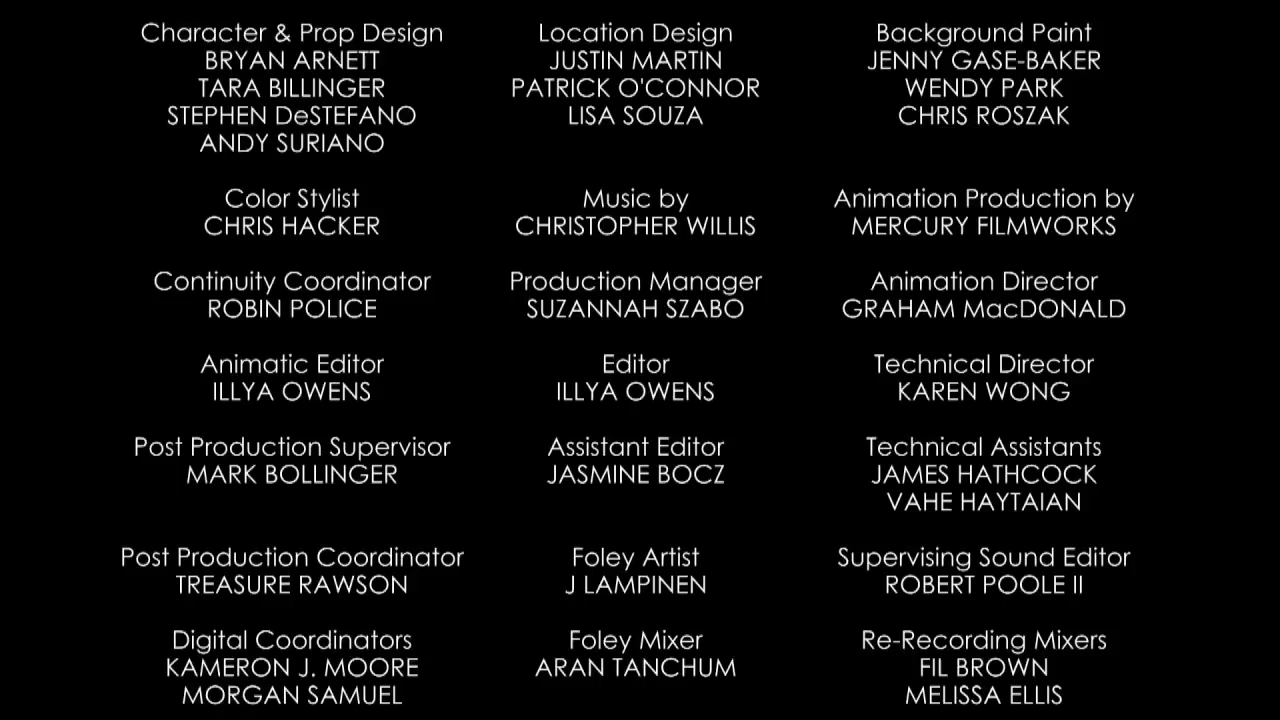 Character & Prop Design
BRYAN ARNETT
TARA BILLINGER
STEPHEN DeSTEFANO
ANDY SURIANO
Location Design
JUSTIN MARTIN
PATRICK O'CONNOR
LISA SOUZA
Background Paint
JENNY GASE-BAKER
WENDY PARK
CHRIS ROSZAK
Color Stylist
CHRIS HACKER
Music by
CHRISTOPHER WILLIS
Animation Production by
MERCURY FILMWORKS
Continuity Coordinator
ROBIN POLICE
Production Manager
SUZANNAH SZABO
Animation Director
GRAHAM MacDONALD
Animatic Editor
ILLYA OWENS
Editor
ILLYA OWENS
Technical Director
KAREN WONG
Post Production Supervisor
MARK BOLLINGER
Assistant Editor
JASMINE BOCZ
Technical Assistants
JAMES HATHCOCK
VAHE HAYTAIAN
Post Production Coordinator
TREASURE RAWSON
Foley Artist
J LAMPINEN
Supervising Sound Editor
ROBERT POOLE II
Digital Coordinators
KAMERON J. MOORE
MORGAN SAMUEL
Foley Mixer
ARAN TANCHUM
Re-Recording Mixers
FIL BROWN
MELISSA ELLIS